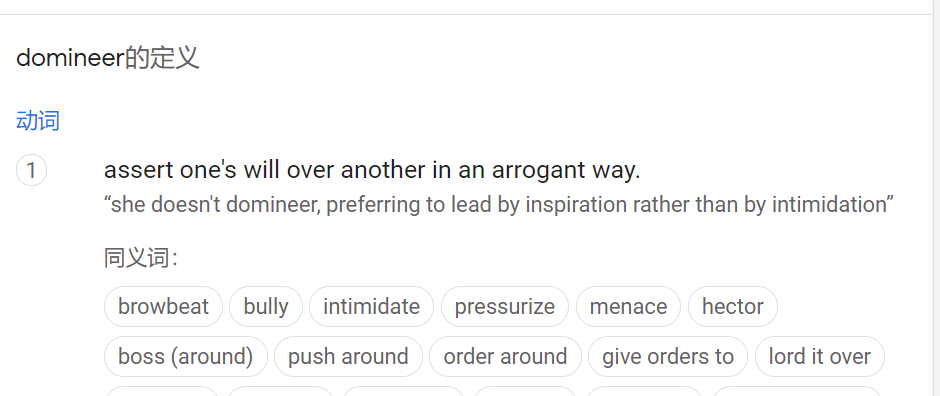 domineer的定义
动词
1 assert one's will over another in an arrogant way.
“she doesn't domineer, preferring to lead by inspiration rather than by intimidation”
同义词：
browbeat bully intimidate pressurize menace hector
boss (around) push around order around give orders to lord it over